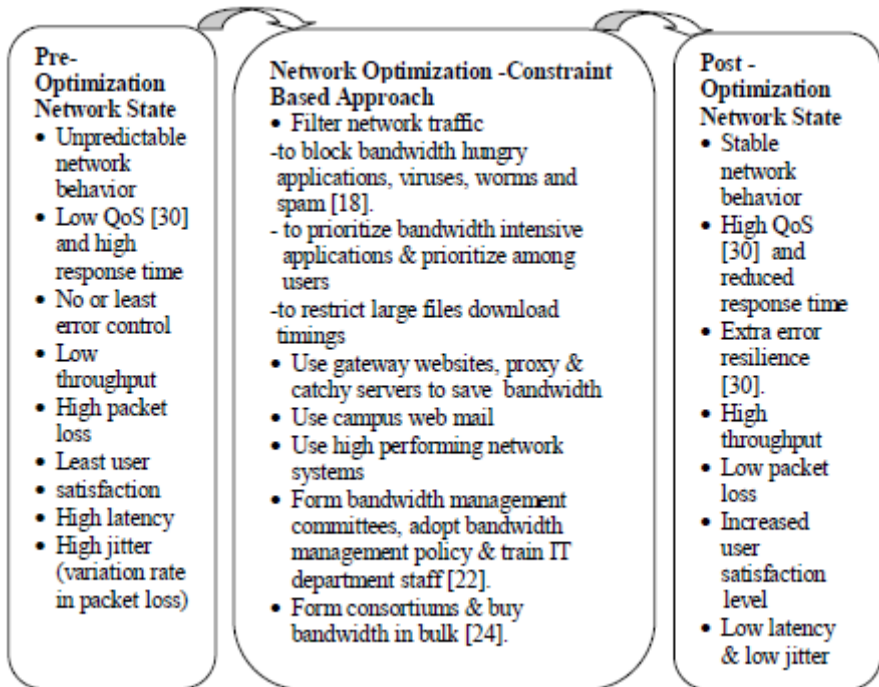 Pre-
Optimization
Network State
• Unpredictable
network
behavior
• Low QoS [30]
and high
response time
• No or least
error control
• Low
throughput
• High packet
loss
• Least user
• satisfaction
• High latency
• High jitter
(variation rate
in packet loss)
Network Optimization -Constraint
Based Approach
• Filter network traffic
-to block bandwidth hungry
applications, viruses, worms and
spam [18].
- to prioritize bandwidth intensive
applications & prioritize among
users
-to restrict large files download
timings
• Use gateway websites, proxy &
catchy servers to save bandwidth
• Use campus web mail
• Use high performing network
systems
• Form bandwidth management
committees, adopt bandwidth
management policy & train IT
department staff [22].
• Form consortiums & buy
bandwidth in bulk [24].
Post -
Optimization
Network State
• Stable
network
behavior
• High QoS
[30] and
reduced
response time
• Extra error
resilience
[30].
• High
throughput
• Low packet
loss
• Increased
user
satisfaction
level
• Low latency
& low jitter